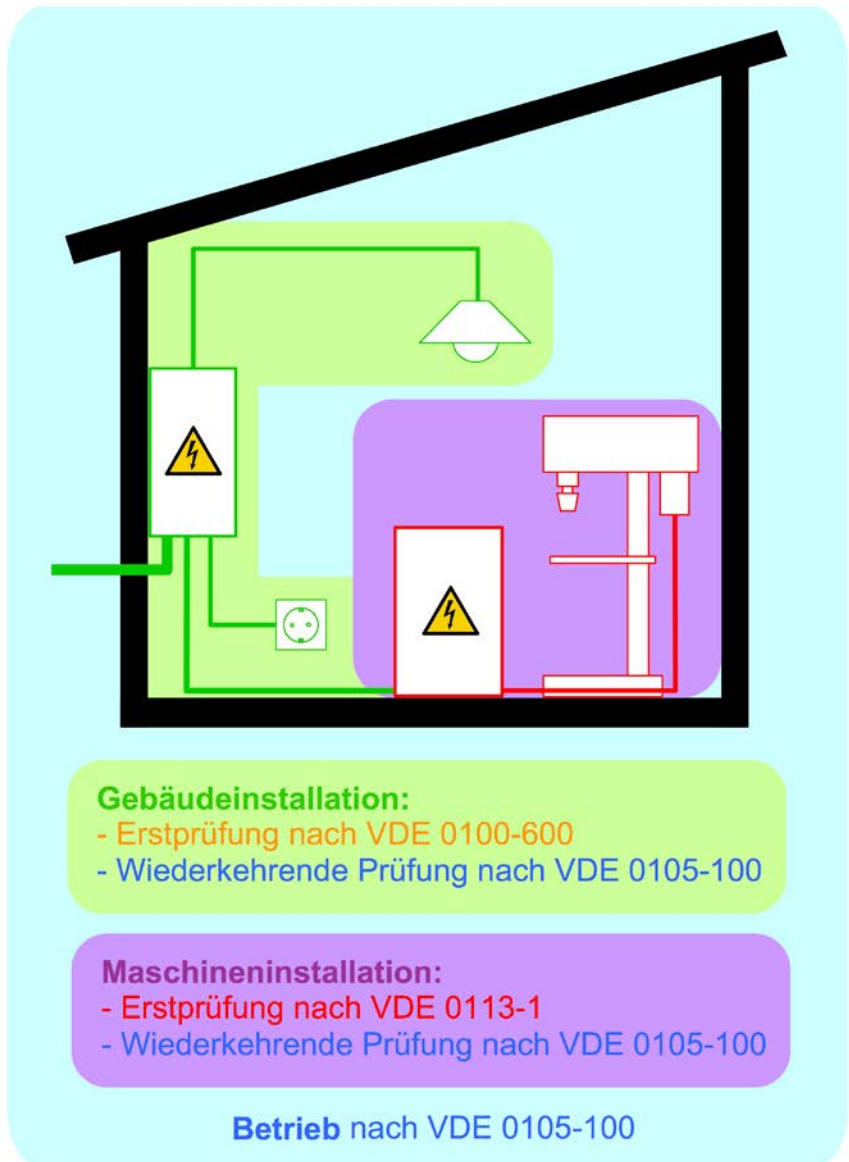 Gebäudeinstallation:
- Erstprüfung nach VDE 0100-600
- Wiederkehrende Prüfung nach VDE 0105-100
Maschineninstallation:
- Erstprüfung nach VDE 0113-1
- Wiederkehrende Prüfung nach VDE 0105-100
Betrieb nach VDE 0105-100